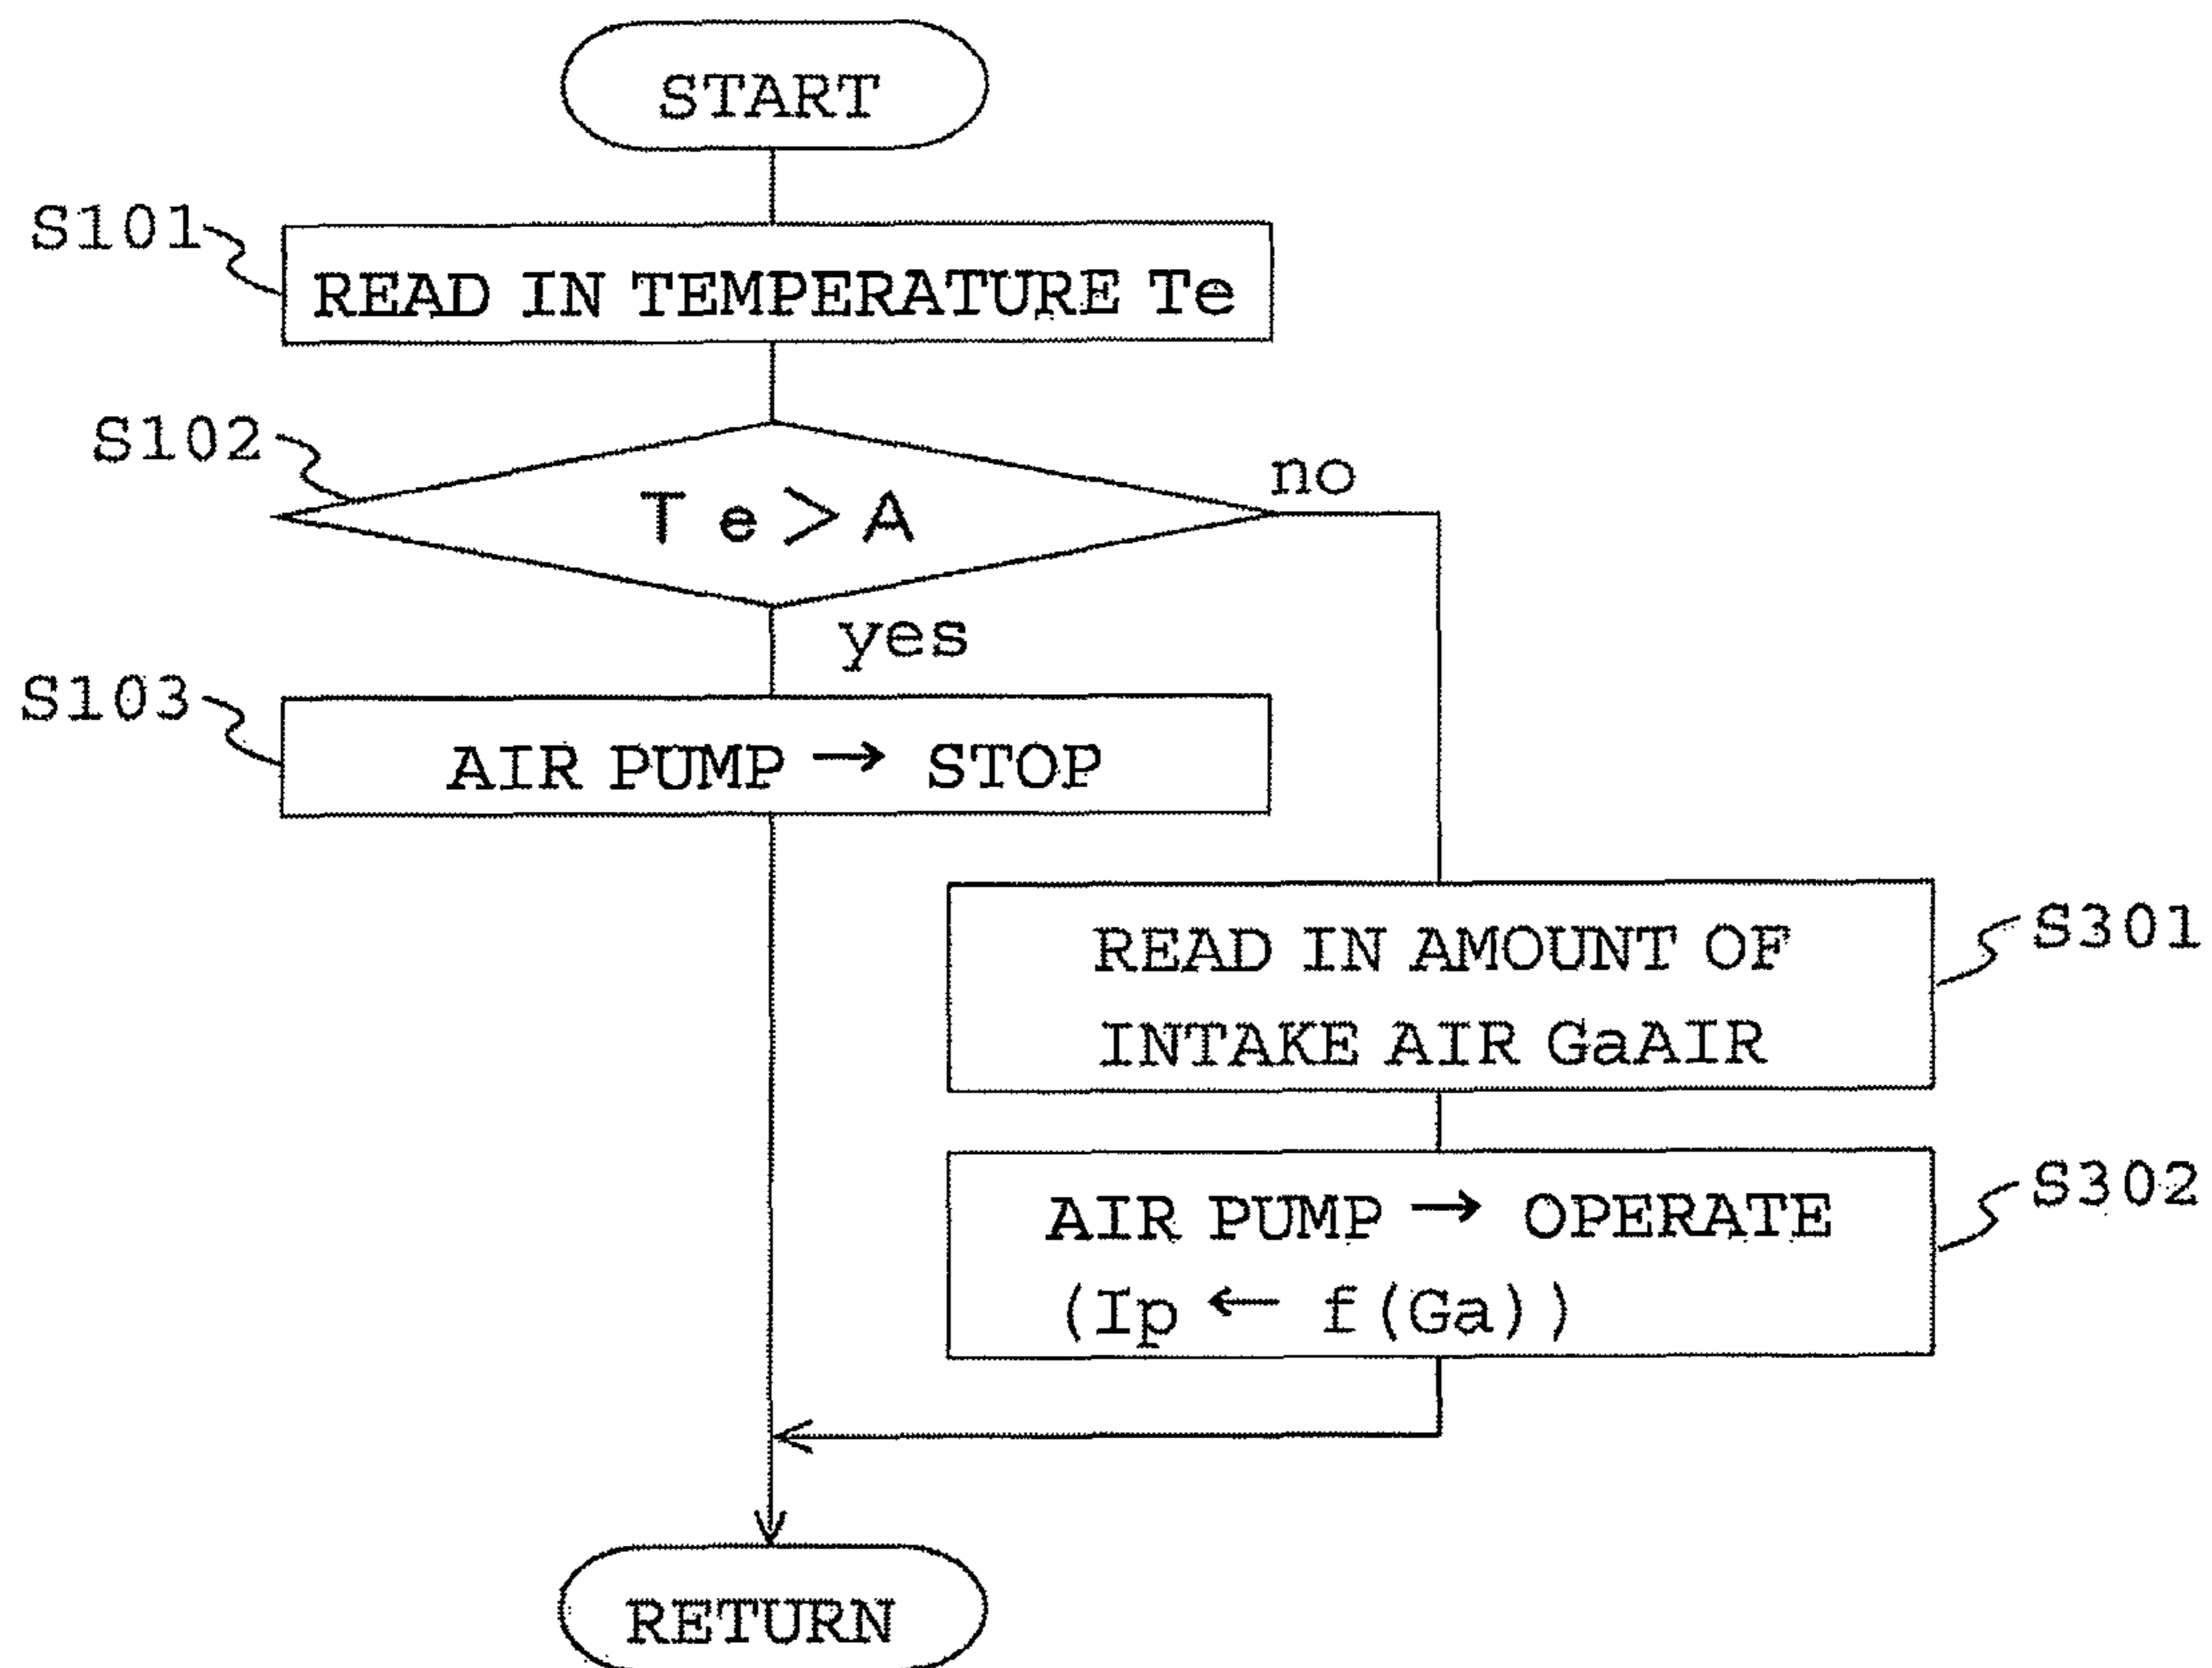 START
S101
READ IN TEMPERATURE Te
S102
Te>A
no
yes
S103
AIR PUMP → STOP
READ IN AMOUNT OF
INTAKE AIR GaAIR
S301
AIR PUMP → OPERATE
(Ip ← f(Ga))
S302
RETURN